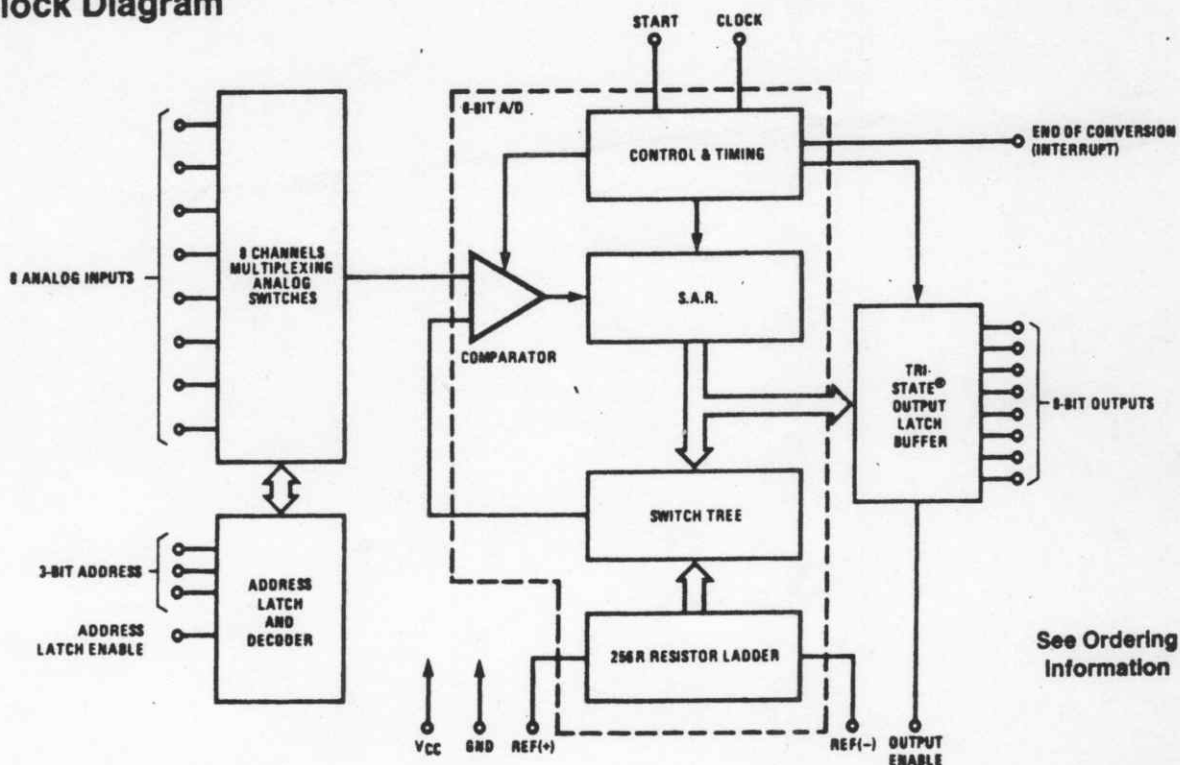 lock Diagram
START
CLOCK
8-BIT A/D
CONTROL & TIMING
END OF CONVERSION
(INTERRUPT)
8 ANALOG INPUTS
8 CHANNELS
MULTIPLEXING
ANALOG
SWITCHES
COMPARATOR
S.A.R.
TRI-
STATE®
OUTPUT
LATCH
BUFFER
8-BIT OUTPUTS
SWITCH TREE
3-BIT ADDRESS
ADDRESS
LATCH ENABLE
ADDRESS
LATCH
AND
DECODER
256R RESISTOR LADDER
See Ordering
Information
VCC
GND
REF(+)
REF(−)
OUTPUT
ENABLE